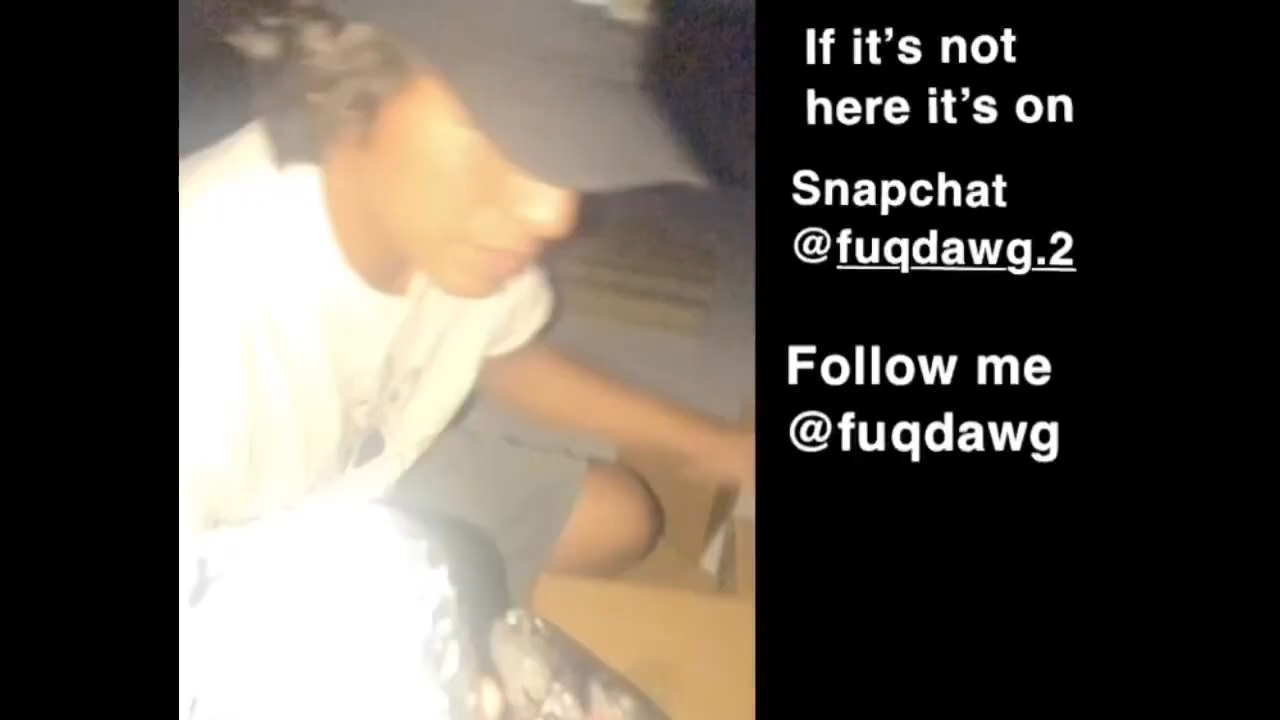 If it's not
here it's on
Snapchat
@fuqdawg.2
Follow me
@fuqdawg